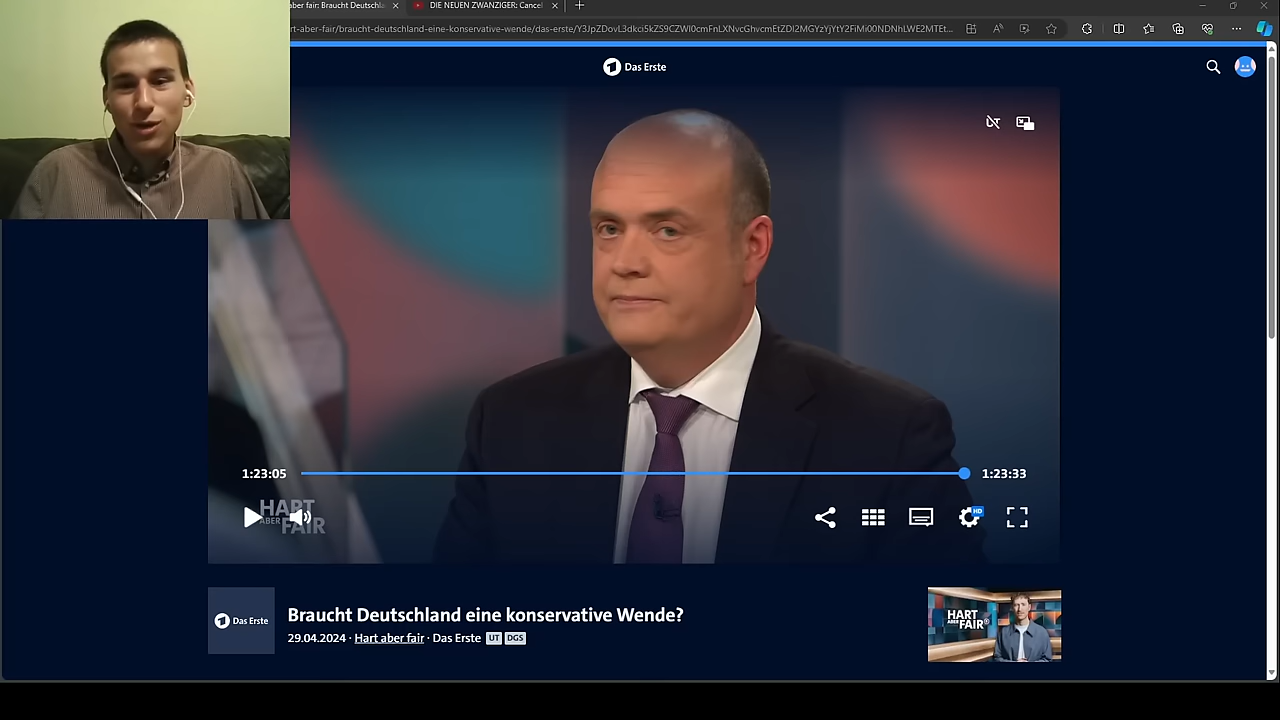 aber fair: Braucht Deutschla
DIE NEUEN ZWANZIGER: Cancel
Das Erste
1:23:05
1:23:33
HART
ABER FAIR
HD
HART
ABER FAIR
Das Erste
Braucht Deutschland eine konservative Wende?
29.04.2024 · Hart aber fair · Das Erste UT DGS